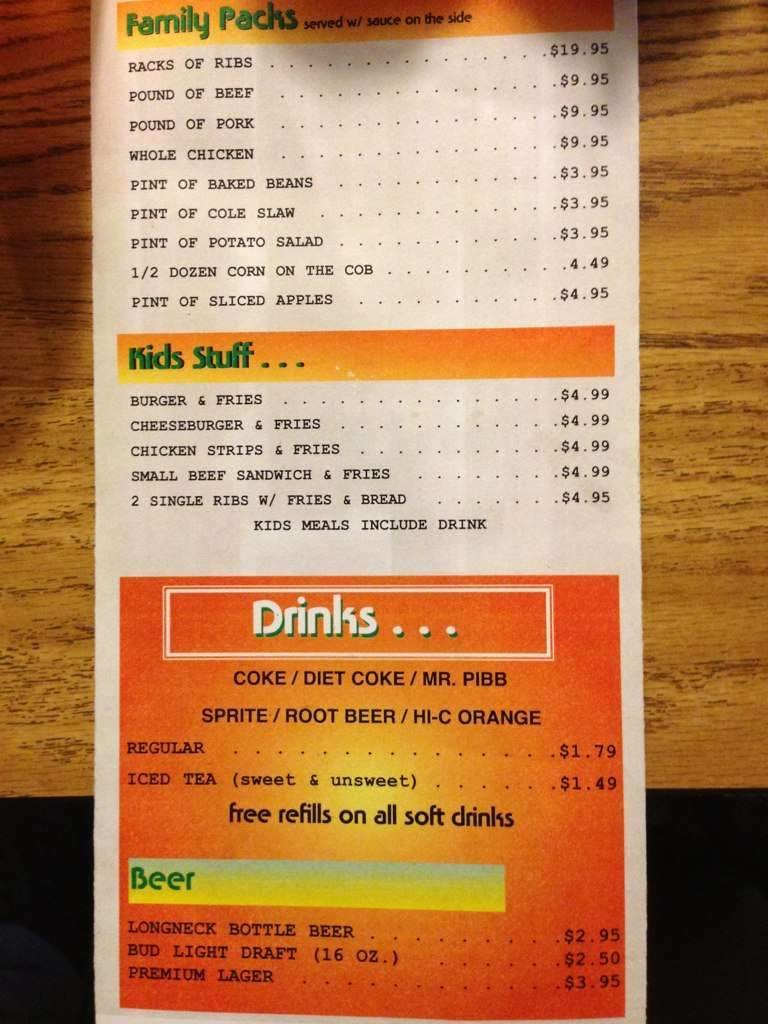 Family Packs served w/ sauce on the side
RACKS OF RIBS . . . . . . . . . . . . . . . .$19.95
POUND OF BEEF . . . . . . . . . . . . . . . .$9.95
POUND OF PORK . . . . . . . . . . . . . . . .$9.95
WHOLE CHICKEN . . . . . . . . . . . . . . . .$9.95
PINT OF BAKED BEANS . . . . . . . . . . . . .$3.95
PINT OF COLE SLAW . . . . . . . . . . . . . .$3.95
PINT OF POTATO SALAD . . . . . . . . . . . . .$3.95
1/2 DOZEN CORN ON THE COB . . . . . . . . . . .4.49
PINT OF SLICED APPLES . . . . . . . . . . . .$4.95
Kids Stuff . . .
BURGER & FRIES . . . . . . . . . . . . . . .$4.99
CHEESEBURGER & FRIES . . . . . . . . . . . . .$4.99
CHICKEN STRIPS & FRIES . . . . . . . . . . . .$4.99
SMALL BEEF SANDWICH & FRIES . . . . . . . . .$4.99
2 SINGLE RIBS W/ FRIES & BREAD . . . . . . . .$4.95
KIDS MEALS INCLUDE DRINK
Drinks . . .
COKE / DIET COKE / MR. PIBB
SPRITE / ROOT BEER / HI-C ORANGE
REGULAR . . . . . . . . . . . . . . . . .$1.79
ICED TEA (sweet & unsweet) . . . . . . .$1.49
free refills on all soft drinks
Beer
LONGNECK BOTTLE BEER . . . . . . . . . . .$2.95
BUD LIGHT DRAFT (16 OZ.) . . . . . . .$2.50
PREMIUM LAGER . . . . . . . . . . . . . .$3.95